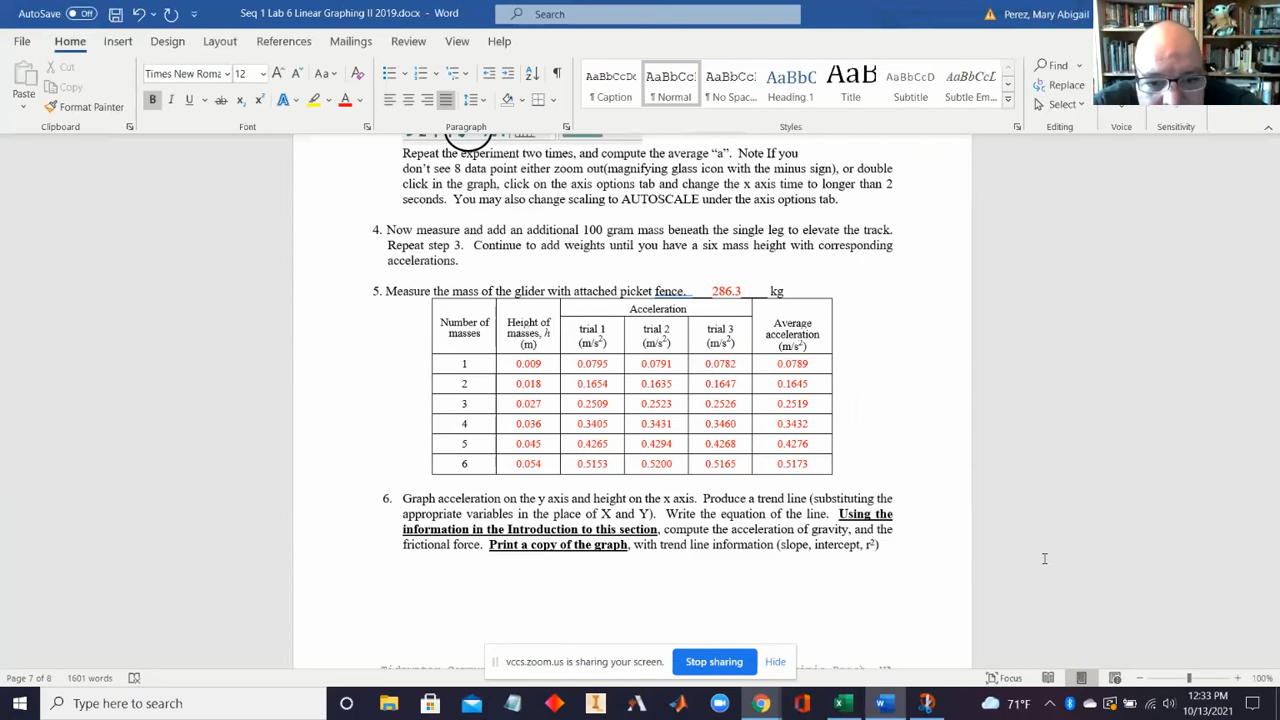 AutoSave Off Seq 1 Lab 6 Linear Graphing II 2019.docx - Word Search Perez, Mary Abigail
File Home Insert Draw Design Layout References Mailings Review View Help
Cut
Copy
Format Painter
Paste
Times New Roma 12
AaBbCcDc AaBbCc AaBbCc AaBbC AaB AaBbCcD AaBbCc
¶ Caption ¶ Normal ¶ No Spac... Heading 1 Title Subtitle Subtle Em...
Find
Replace
Select
Clipboard Font Paragraph Styles Editing Voice Sensitivity
Repeat the experiment two times, and compute the average “a”. Note If you
don’t see 8 data point either zoom out(magnifying glass icon with the minus sign), or double
click in the graph, click on the axis options tab and change the x axis time to longer than 2
seconds. You may also change scaling to AUTOSCALE under the axis options tab.
4. Now measure and add an additional 100 gram mass beneath the single leg to elevate the track.
Repeat step 3. Continue to add weights until you have a six mass height with corresponding
accelerations.
5. Measure the mass of the glider with attached picket fence. ___286.3____ kg
Number of masses Height of masses, h (m) Acceleration Average acceleration (m/s²)
trial 1 (m/s²) trial 2 (m/s²) trial 3 (m/s²)
1 0.009 0.0795 0.0791 0.0782 0.0789
2 0.018 0.1654 0.1635 0.1647 0.1645
3 0.027 0.2509 0.2523 0.2526 0.2519
4 0.036 0.3405 0.3431 0.3460 0.3432
5 0.045 0.4265 0.4294 0.4268 0.4276
6 0.054 0.5153 0.5200 0.5165 0.5173
6. Graph acceleration on the y axis and height on the x axis. Produce a trend line (substituting the
appropriate variables in the place of X and Y). Write the equation of the line. Using the
information in the Introduction to this section, compute the acceleration of gravity, and the
frictional force. Print a copy of the graph, with trend line information (slope, intercept, r²)
vccs.zoom.us is sharing your screen. Stop sharing Hide
Page 7 of 8 1601 words Focus 100%
Type here to search 71°F 12:33 PM
10/13/2021